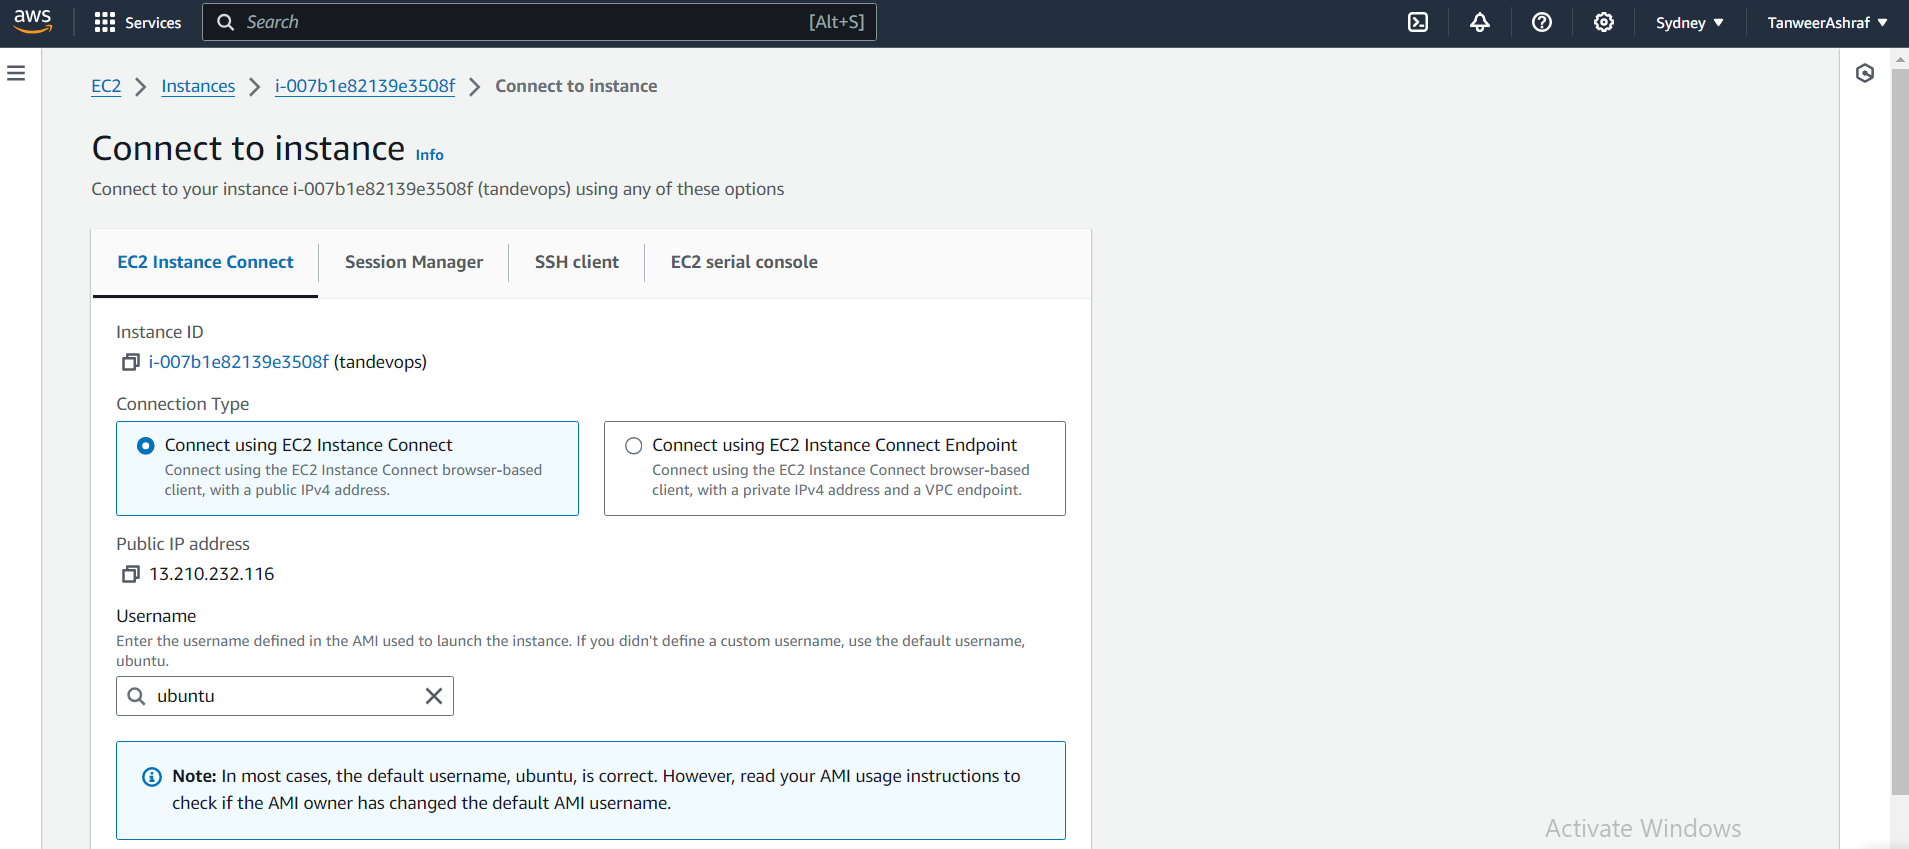 aws
Services
Search
[Alt+S]
Sydney
TanweerAshraf
EC2
Instances
i-007b1e82139e3508f
Connect to instance
Connect to instance Info
Connect to your instance i-007b1e82139e3508f (tandevops) using any of these options
EC2 Instance Connect
Session Manager
SSH client
EC2 serial console
Instance ID
i-007b1e82139e3508f (tandevops)
Connection Type
Connect using EC2 Instance Connect
Connect using the EC2 Instance Connect browser-based
client, with a public IPv4 address.
Connect using EC2 Instance Connect Endpoint
Connect using the EC2 Instance Connect browser-based
client, with a private IPv4 address and a VPC endpoint.
Public IP address
13.210.232.116
Username
Enter the username defined in the AMI used to launch the instance. If you didn't define a custom username, use the default username,
ubuntu.
ubuntu
Note: In most cases, the default username, ubuntu, is correct. However, read your AMI usage instructions to
check if the AMI owner has changed the default AMI username.
Activate Windows